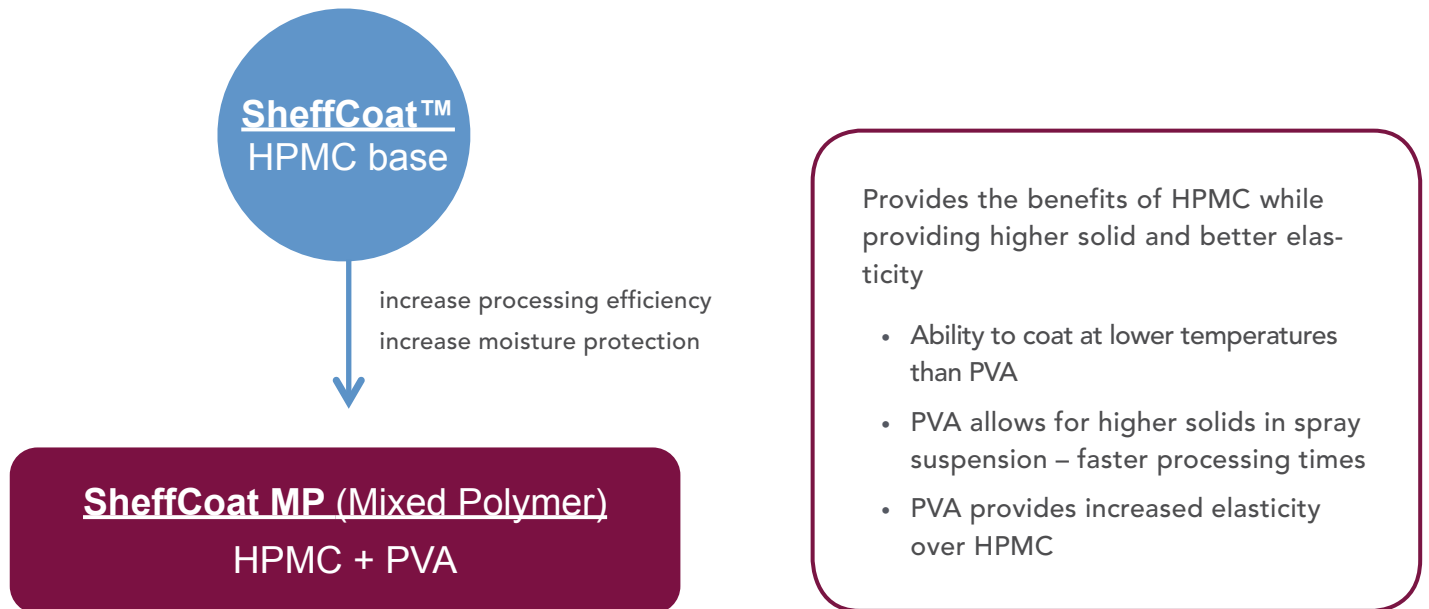 SheffCoat™
HPMC base
increase processing efficiency
increase moisture protection
SheffCoat MP (Mixed Polymer)
HPMC + PVA
Provides the benefits of HPMC while
providing higher solid and better elas-
ticity
• Ability to coat at lower temperatures
than PVA
• PVA allows for higher solids in spray
suspension – faster processing times
• PVA provides increased elasticity
over HPMC